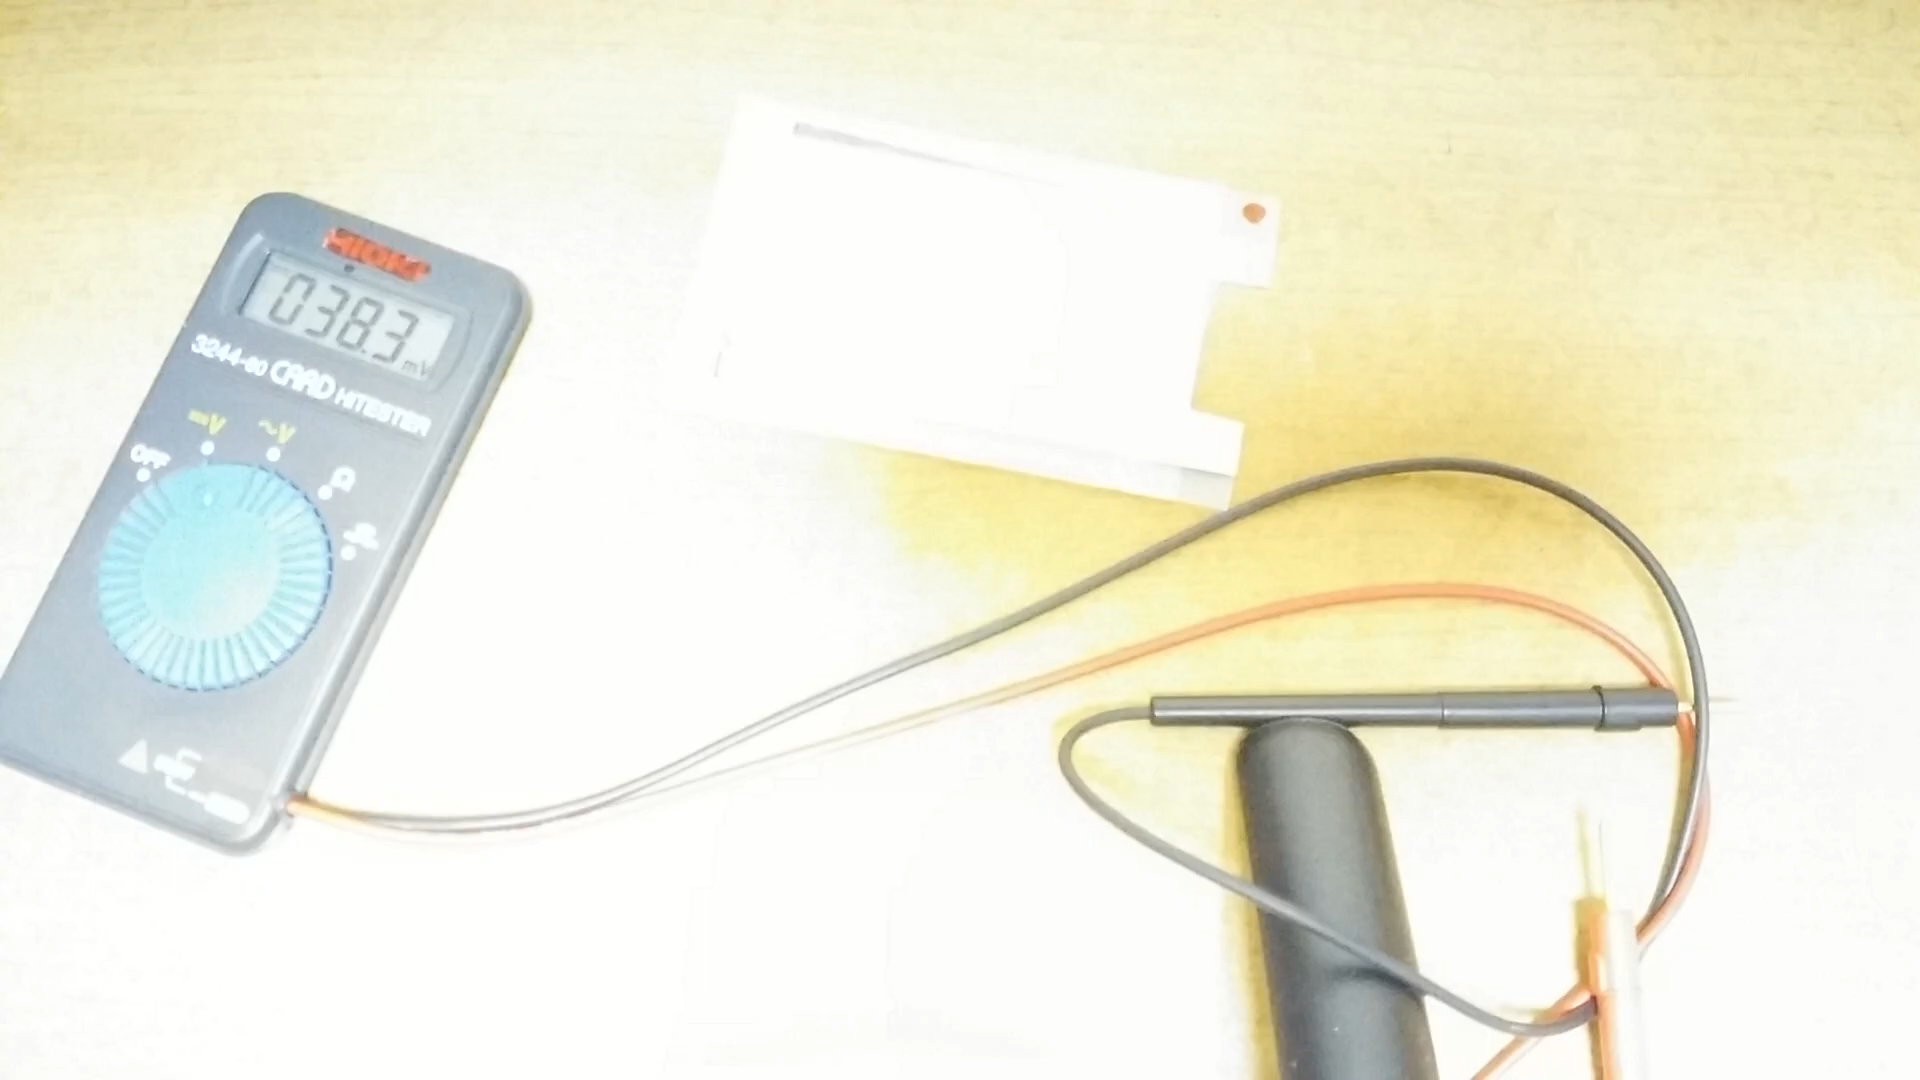 HIOKI
038.3 mV
3244-60 CARD HITESTER
OFF ⎓V ~V Ω